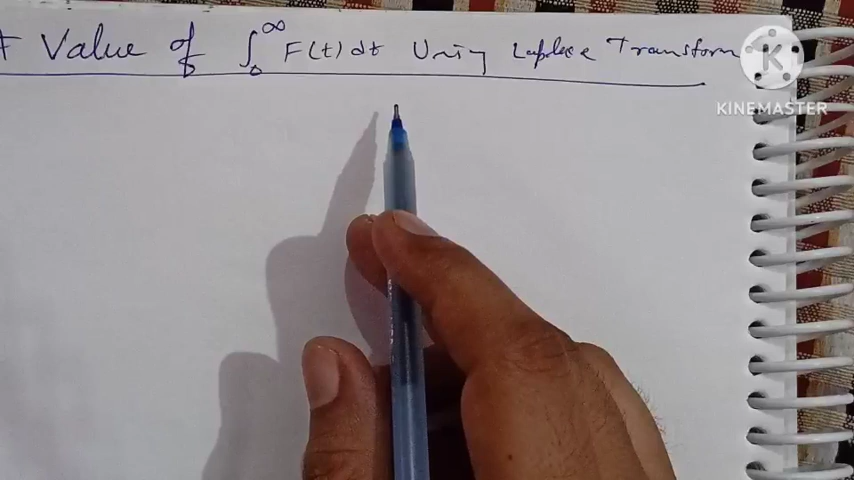 # Value of ∫₀^∞ F(t) dt Using Laplace Transform
KINEMASTER